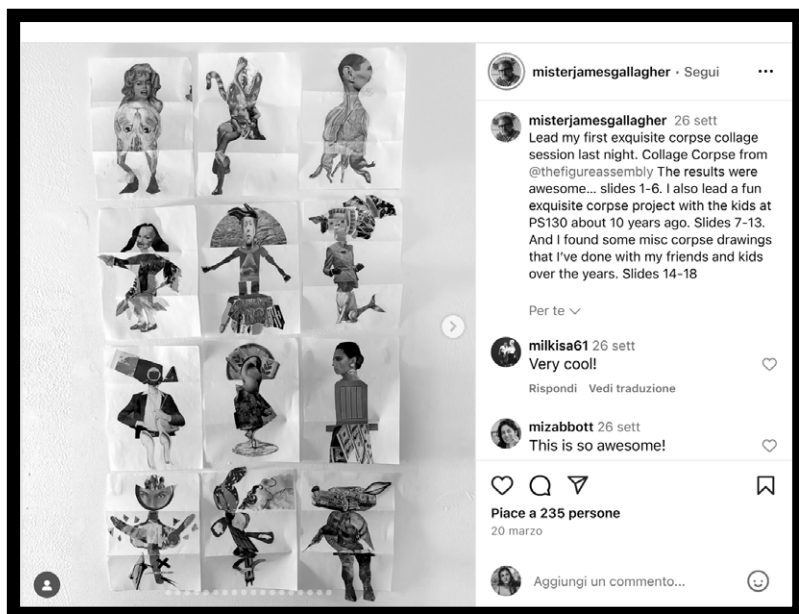 misterjamesgallagher · Segui
misterjamesgallagher 26 sett
Lead my first exquisite corpse collage
session last night. Collage Corpse from
@thefigureassembly The results were
awesome... slides 1-6. I also lead a fun
exquisite corpse project with the kids at
PS130 about 10 years ago. Slides 7-13.
And I found some misc corpse drawings
that I've done with my friends and kids
over the years. Slides 14-18
Per te
milkisa61 26 sett
Very cool!
Rispondi Vedi traduzione
mizabbott 26 sett
This is so awesome!
Piace a 235 persone
20 marzo
Aggiungi un commento...